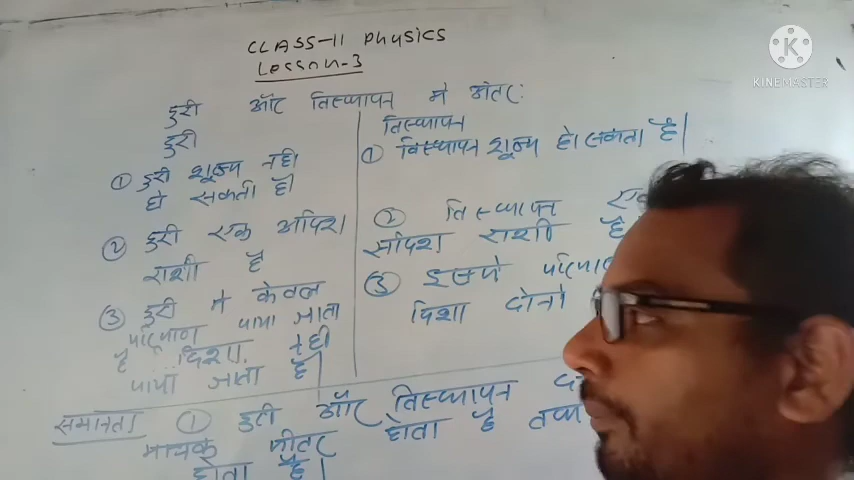 CLASS-11 PHYSICS
Lesson-3
KINEMASTER
दुरी और विस्थापन मे अंतर:
दुरी
① दुरी शून्य नही
हो सकती है
② दुरी एक अदिश
राशी है
③ दुरी मे केवल
परिमाण पाया जाता
है दिशा नही
पाया जाता है।
विस्थापन
① विस्थापन शून्य हो सकता है।
② विस्थापन एक
सदिश राशी है
③ इसमे
दिशा दोनो
समानता ① दुरी और विस्थापन
मात्रक मीटर होता है तथा
होता है।